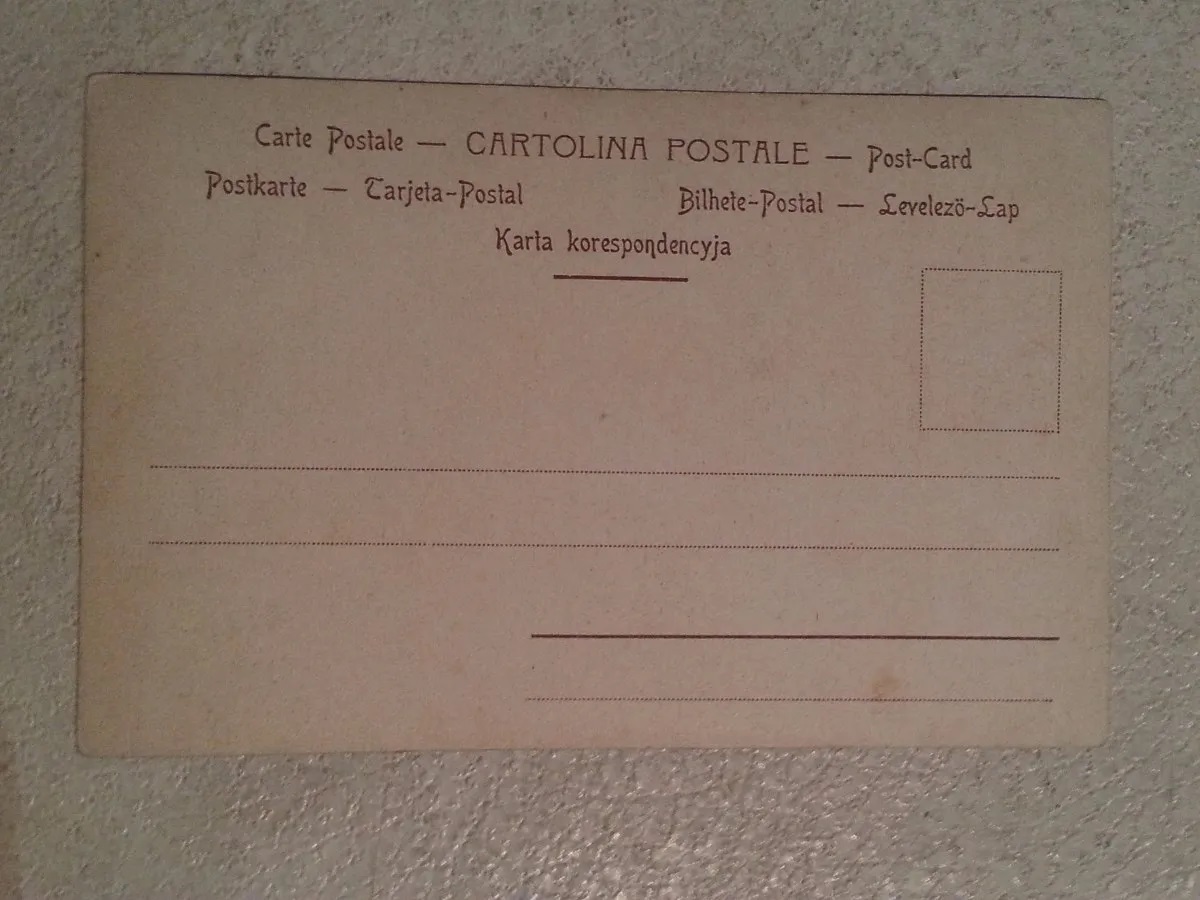 Carte Postale — CARTOLINA POSTALE — Post-Card
Postkarte — Tarjeta-Postal Bilhete-Postal — Levelezö-Lap
Karta korespondencyja